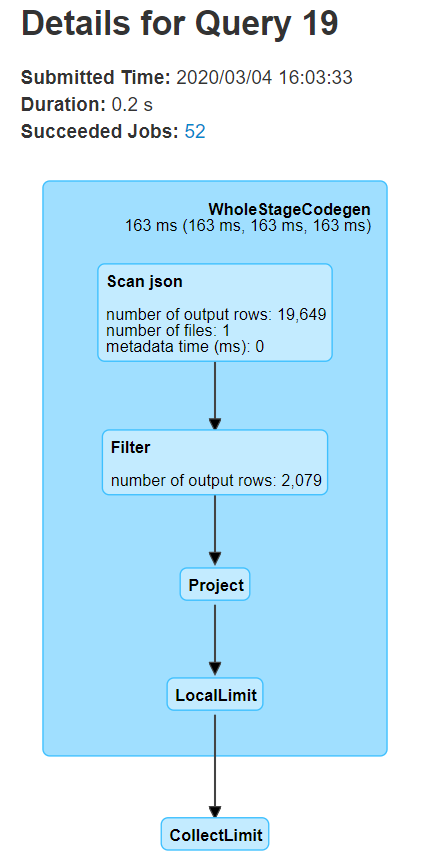 Details for Query 19
Submitted Time: 2020/03/04 16:03:33
Duration: 0.2 s
Succeeded Jobs: 52
WholeStageCodegen
163 ms (163 ms, 163 ms, 163 ms)
Scan json
number of output rows: 19,649
number of files: 1
metadata time (ms): 0
Filter
number of output rows: 2,079
Project
LocalLimit
CollectLimit